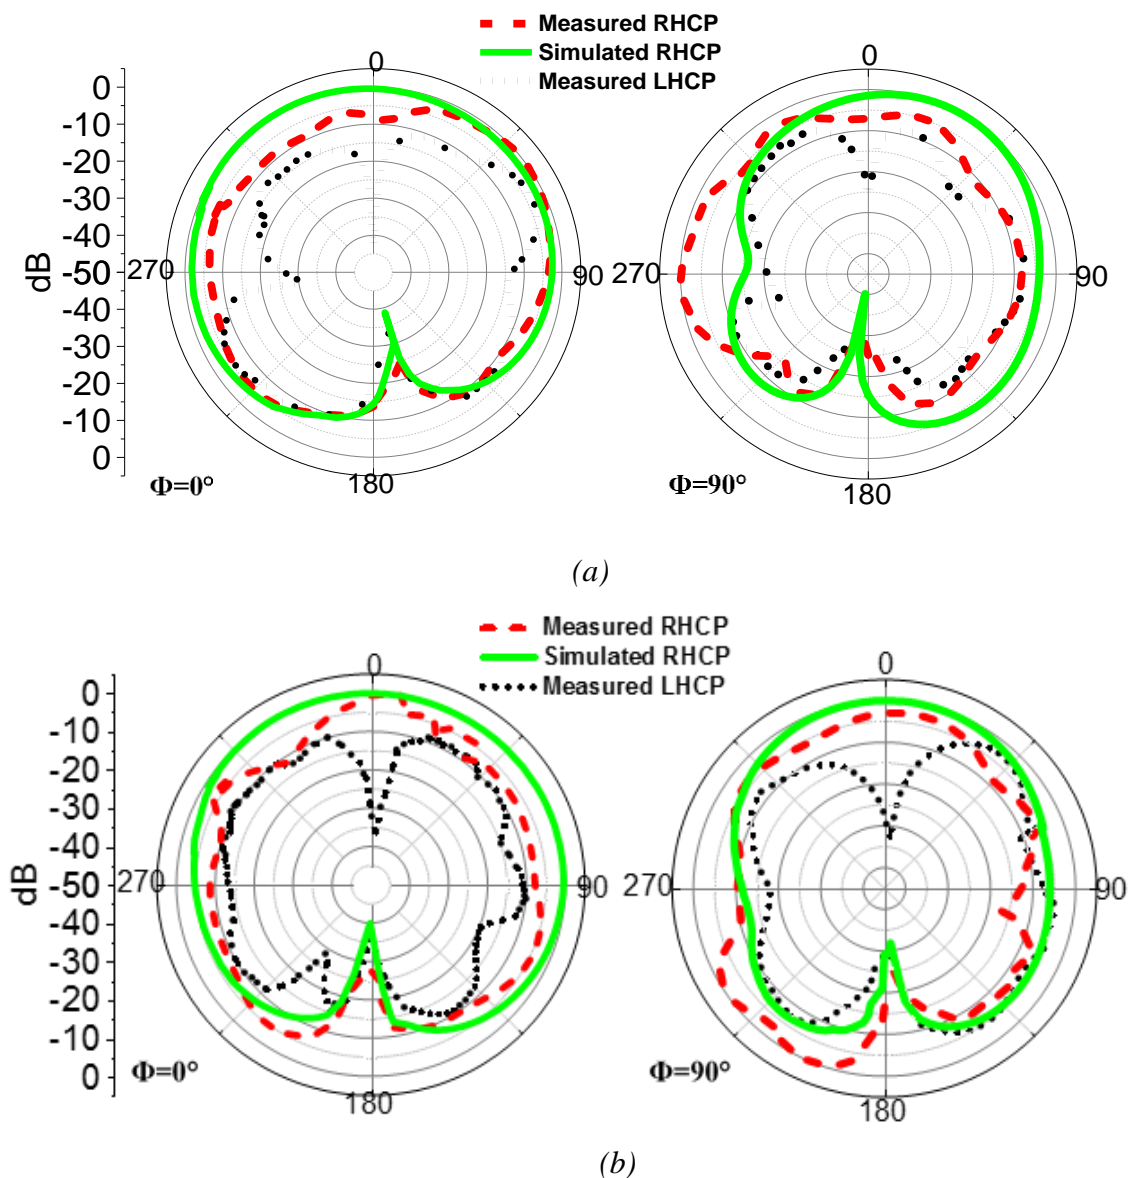 Measured RHCP
Simulated RHCP
Measured LHCP
0
0
0
-10
-20
-30
-40
-50
-40
-30
-20
-10
0
dB
270
90
270
90
180
180
Φ=0°
Φ=90°
(a)
Measured RHCP
Simulated RHCP
Measured LHCP
0
0
0
-10
-20
-30
-40
-50
-40
-30
-20
-10
0
dB
270
90
270
90
180
180
Φ=0°
Φ=90°
(b)